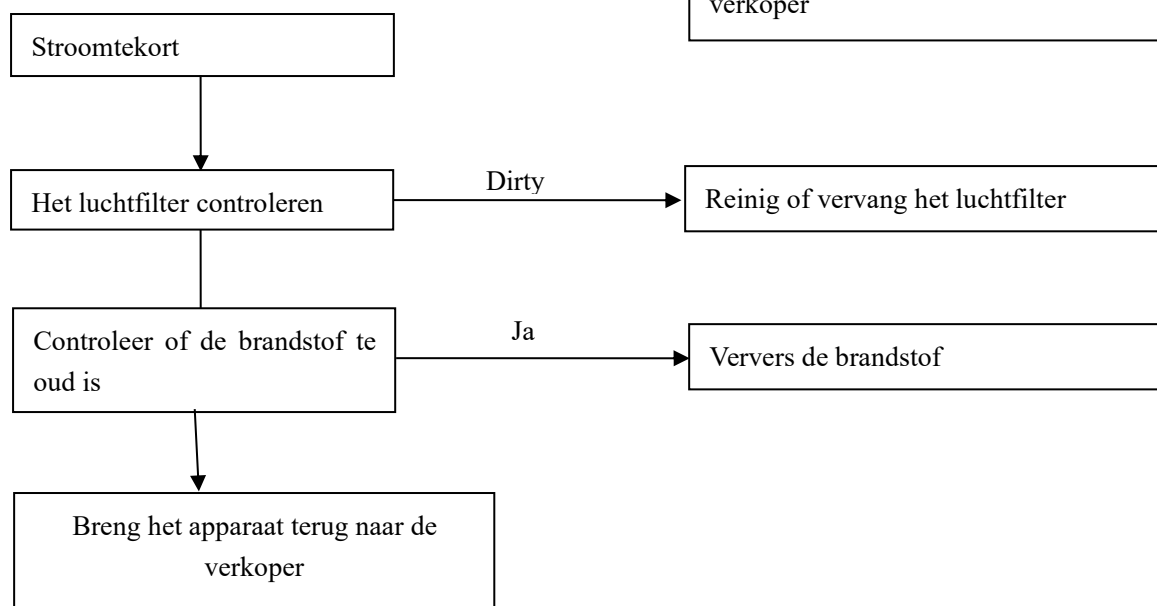 verkoper
Stroomtekort
Het luchtfilter controleren
Dirty
Reinig of vervang het luchtfilter
Controleer of de brandstof te
oud is
Ja
Ververs de brandstof
Breng het apparaat terug naar de
verkoper